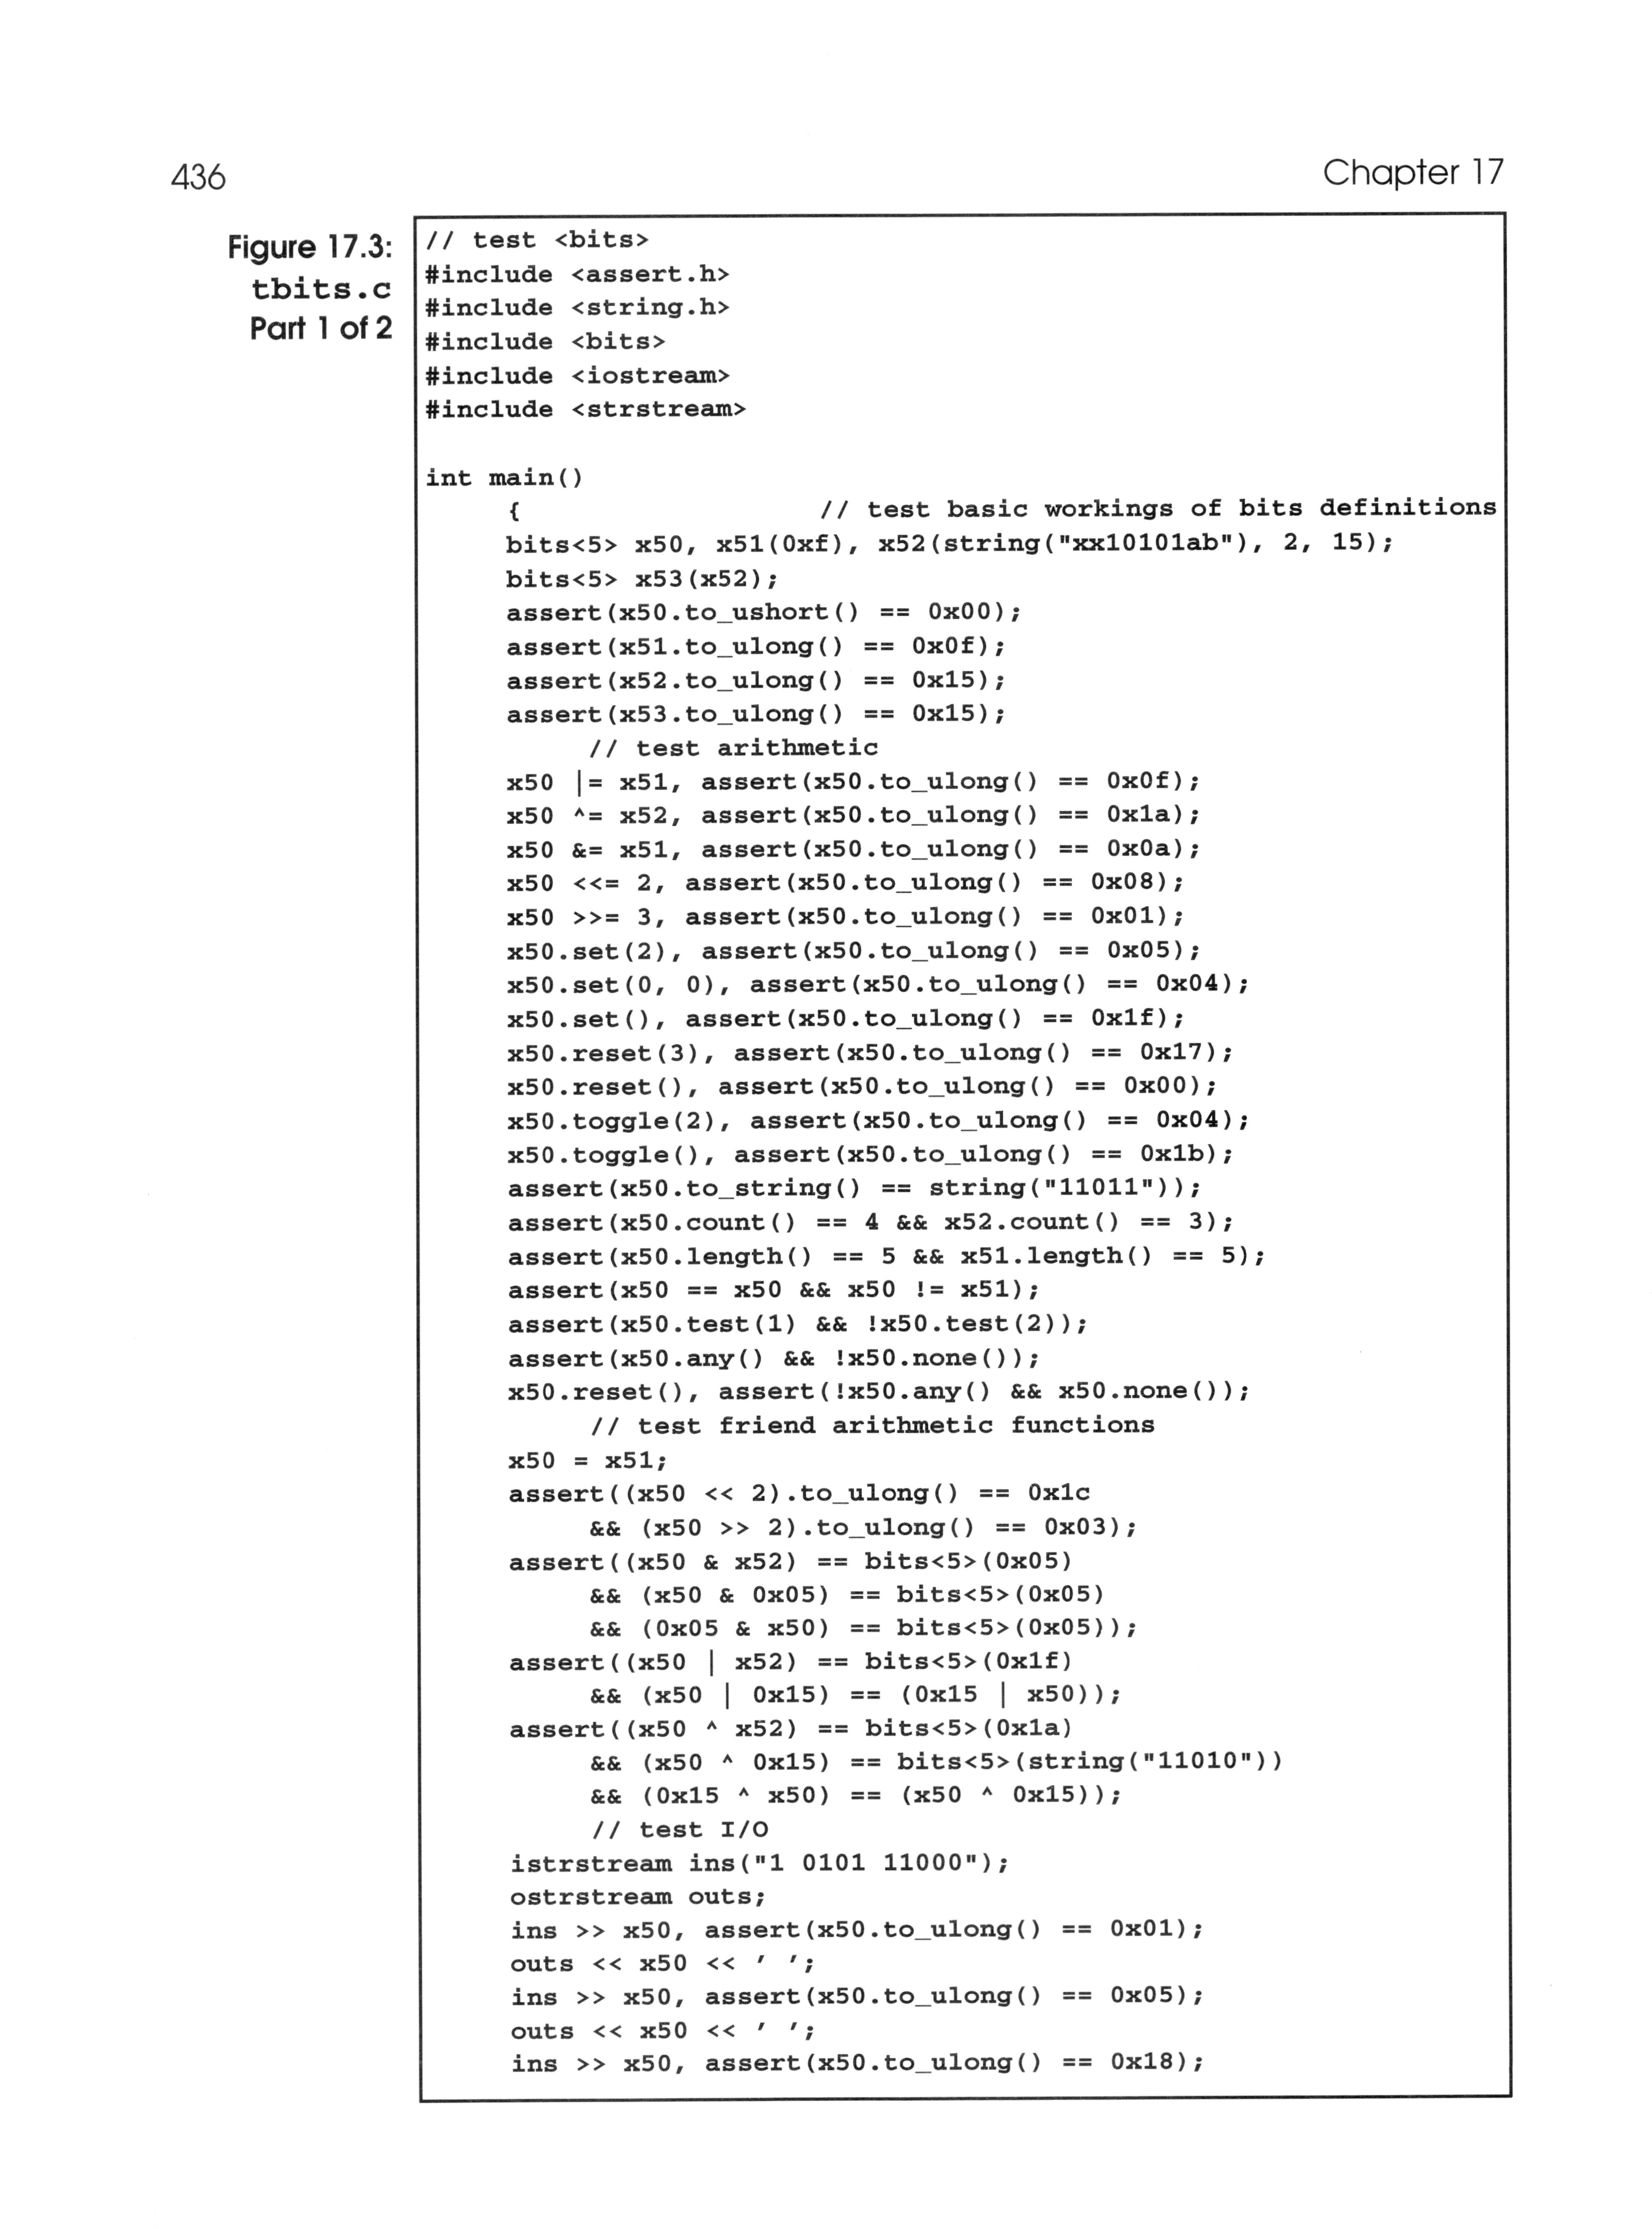 436
Chapter 17
Figure 17.3:
tbits.c
Part 1 of 2
// test <bits>
#include <assert.h>
#include <string.h>
#include <bits>
#include <iostream>
#include <strstream>
int main()
{ // test basic workings of bits definitions
bits<5> x50, x51(0xf), x52(string("xx10101ab"), 2, 15);
bits<5> x53(x52);
assert(x50.to_ushort() == 0x00);
assert(x51.to_ulong() == 0x0f);
assert(x52.to_ulong() == 0x15);
assert(x53.to_ulong() == 0x15);
// test arithmetic
x50 |= x51, assert(x50.to_ulong() == 0x0f);
x50 ^= x52, assert(x50.to_ulong() == 0x1a);
x50 &= x51, assert(x50.to_ulong() == 0x0a);
x50 <<= 2, assert(x50.to_ulong() == 0x08);
x50 >>= 3, assert(x50.to_ulong() == 0x01);
x50.set(2), assert(x50.to_ulong() == 0x05);
x50.set(0, 0), assert(x50.to_ulong() == 0x04);
x50.set(), assert(x50.to_ulong() == 0x1f);
x50.reset(3), assert(x50.to_ulong() == 0x17);
x50.reset(), assert(x50.to_ulong() == 0x00);
x50.toggle(2), assert(x50.to_ulong() == 0x04);
x50.toggle(), assert(x50.to_ulong() == 0x1b);
assert(x50.to_string() == string("11011"));
assert(x50.count() == 4 && x52.count() == 3);
assert(x50.length() == 5 && x51.length() == 5);
assert(x50 == x50 && x50 != x51);
assert(x50.test(1) && !x50.test(2));
assert(x50.any() && !x50.none());
x50.reset(), assert(!x50.any() && x50.none());
// test friend arithmetic functions
x50 = x51;
assert((x50 << 2).to_ulong() == 0x1c
&& (x50 >> 2).to_ulong() == 0x03);
assert((x50 & x52) == bits<5>(0x05)
&& (x50 & 0x05) == bits<5>(0x05)
&& (0x05 & x50) == bits<5>(0x05));
assert((x50 | x52) == bits<5>(0x1f)
&& (x50 | 0x15) == (0x15 | x50));
assert((x50 ^ x52) == bits<5>(0x1a)
&& (x50 ^ 0x15) == bits<5>(string("11010"))
&& (0x15 ^ x50) == (x50 ^ 0x15));
// test I/O
istrstream ins("1 0101 11000");
ostrstream outs;
ins >> x50, assert(x50.to_ulong() == 0x01);
outs << x50 << ' ';
ins >> x50, assert(x50.to_ulong() == 0x05);
outs << x50 << ' ';
ins >> x50, assert(x50.to_ulong() == 0x18);